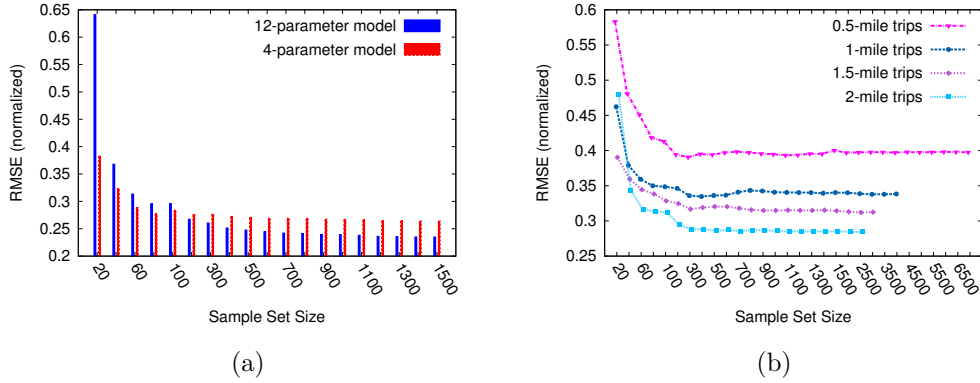 0.65
0.6
0.55
0.5
0.45
0.4
0.35
0.3
0.25
0.2
RMSE (normalized)
12-parameter model
4-parameter model
20 60 100 300 500 700 900 1100 1300 1500
Sample Set Size
(a)
0.6
0.55
0.5
0.45
0.4
0.35
0.3
0.25
RMSE (normalized)
0.5-mile trips
1-mile trips
1.5-mile trips
2-mile trips
20 60 100 300 500 700 900 1100 1300 1500 2500 3500 4500 5500 6500
Sample Set Size
(b)